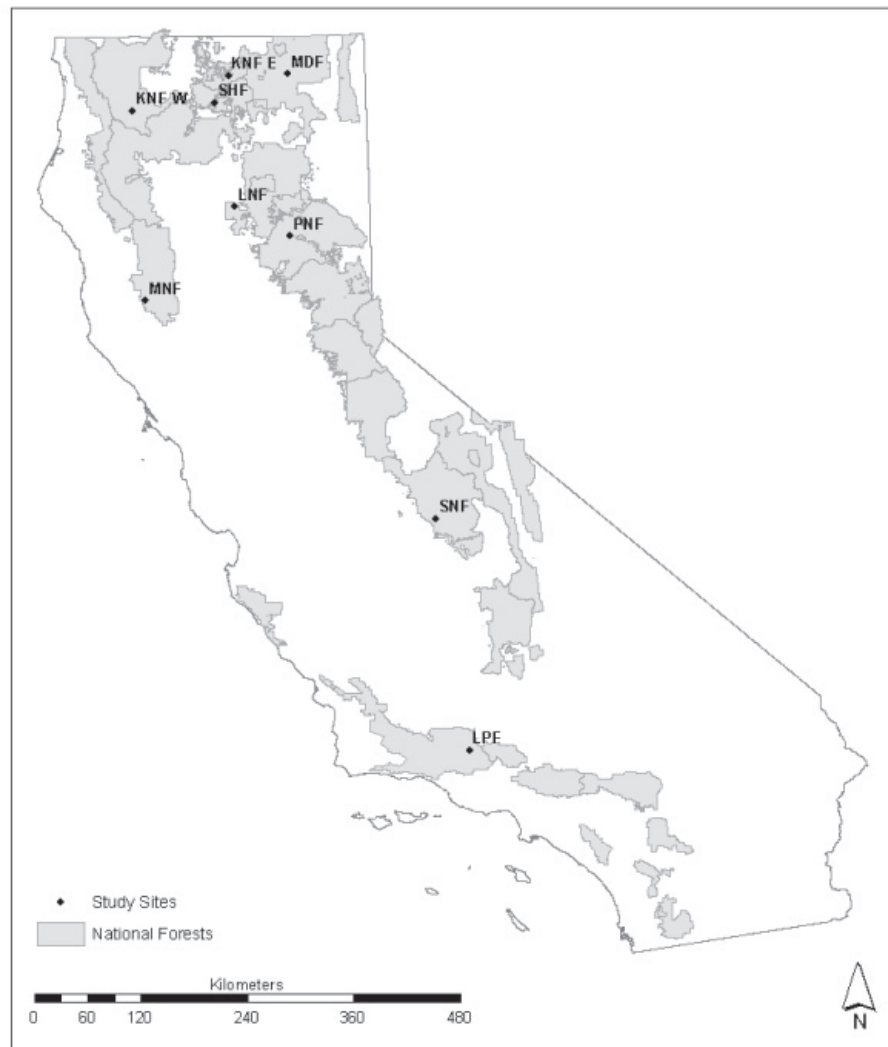 KNF E
MDF
KNF W
SHF
LNF
PNF
MNF
SNF
LPF
Study Sites
National Forests
Kilometers
0 60 120 240 360 480
N